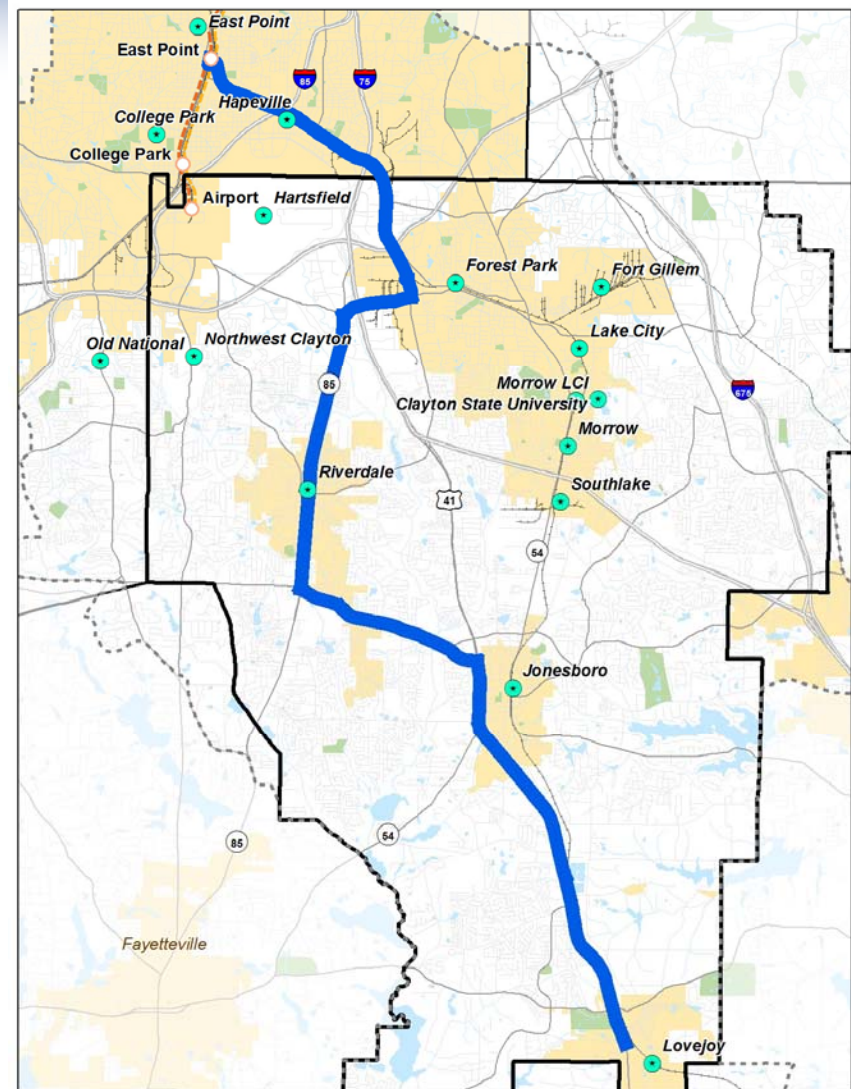 East Point
East Point
85
75
College Park
Hapeville
College Park
Airport
Hartsfield
Forest Park
Fort Gillem
Lake City
Old National
Northwest Clayton
85
Morrow LCI
675
Clayton State University
Morrow
Riverdale
Southlake
41
54
Jonesboro
54
85
Fayetteville
Lovejoy